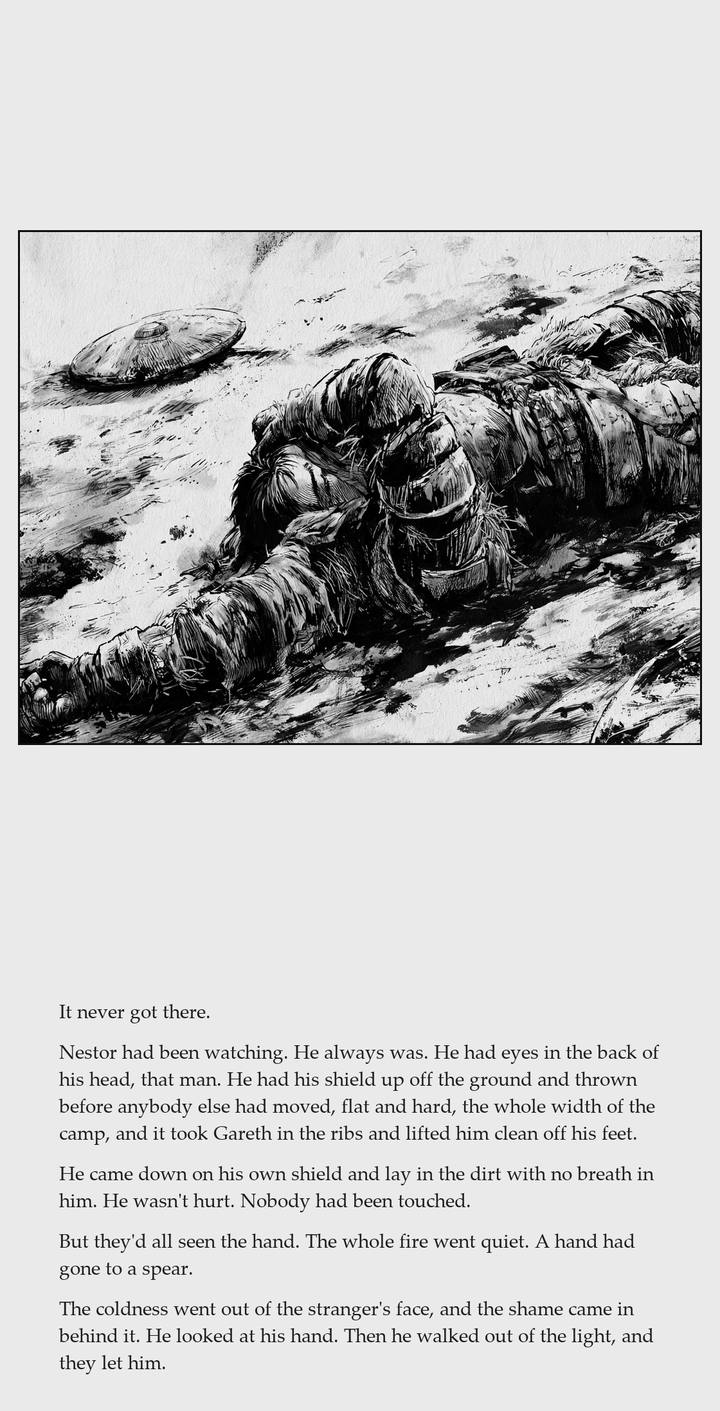 It never got there.
Nestor had been watching. He always was. He had eyes in the back of
his head, that man. He had his shield up off the ground and thrown
before anybody else had moved, flat and hard, the whole width of the
camp, and it took Gareth in the ribs and lifted him clean off his feet.
He came down on his own shield and lay in the dirt with no breath in
him. He wasn't hurt. Nobody had been touched.
But they'd all seen the hand. The whole fire went quiet. A hand had
gone to a spear.
The coldness went out of the stranger's face, and the shame came in
behind it. He looked at his hand. Then he walked out of the light, and
they let him.